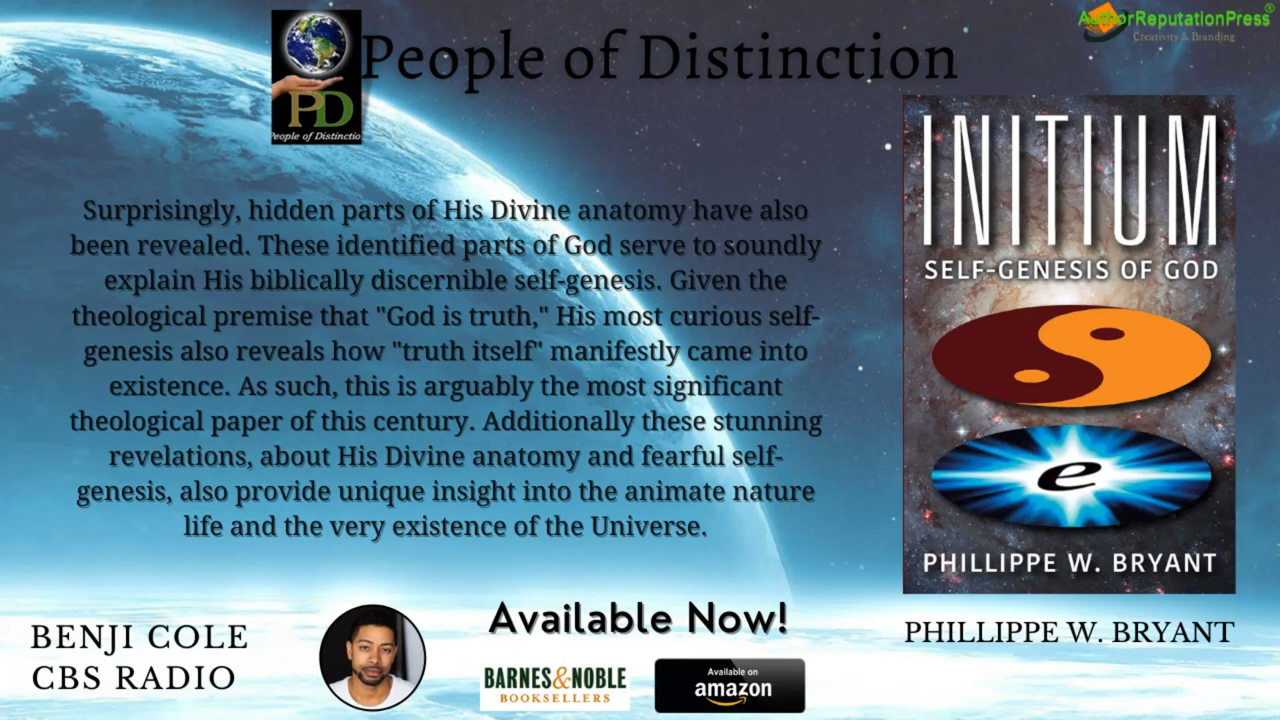 AuthorReputationPress®
Creativity & Branding
People of Distinction
PD
People of Distinctio
INITIUM
SELF-GENESIS OF GOD
e
PHILLIPPE W. BRYANT
Surprisingly, hidden parts of His Divine anatomy have also
been revealed. These identified parts of God serve to soundly
explain His biblically discernible self-genesis. Given the
theological premise that "God is truth," His most curious self-
genesis also reveals how "truth itself" manifestly came into
existence. As such, this is arguably the most significant
theological paper of this century. Additionally these stunning
revelations, about His Divine anatomy and fearful self-
genesis, also provide unique insight into the animate nature
life and the very existence of the Universe.
BENJI COLE
CBS RADIO
Available Now!
BARNES&NOBLE
BOOKSELLERS
Available on
amazon
PHILLIPPE W. BRYANT